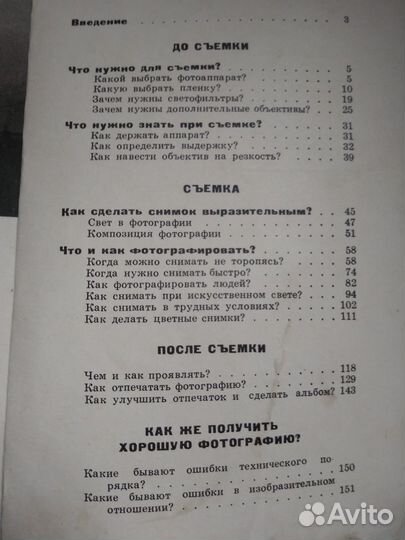 Введение . . . . . . . . . . . . . . . . 3
ДО СЪЕМКИ
Что нужно для съемки? . . . . . . . . 5
Какой выбрать фотоаппарат? . . . . . . 5
Какую выбрать пленку? . . . . . . . . 10
Зачем нужны светофильтры? . . . . . . 19
Зачем нужны дополнительные объективы? . . 25
Что нужно знать при съемке? . . . . . . 31
Как держать аппарат? . . . . . . . . 31
Как определить выдержку? . . . . . . . 32
Как навести объектив на резкость? . . . . 39
СЪЕМКА
Как сделать снимок выразительным? . . . 45
Свет в фотографии . . . . . . . . . 47
Композиция фотографии . . . . . . . . 51
Что и как фотографировать? . . . . . . 58
Когда можно снимать не торопясь? . . . . 58
Когда нужно снимать быстро? . . . . . . 74
Как фотографировать людей? . . . . . . 82
Как снимать при искусственном свете? . . . 94
Как снимать в трудных условиях? . . . . 102
Как делать цветные снимки? . . . . . . 111
ПОСЛЕ СЪЕМКИ
Чем и как проявлять? . . . . . . . . 118
Как отпечатать фотографию? . . . . . . 129
Как улучшить отпечаток и сделать альбом? 143
КАК ЖЕ ПОЛУЧИТЬ
ХОРОШУЮ ФОТОГРАФИЮ?
Какие бывают ошибки технического по-
рядка? . . . . . . . . . . . . . 150
Какие бывают ошибки в изобразительном
отношении? . . . . . . . . . . . . 151
Avito